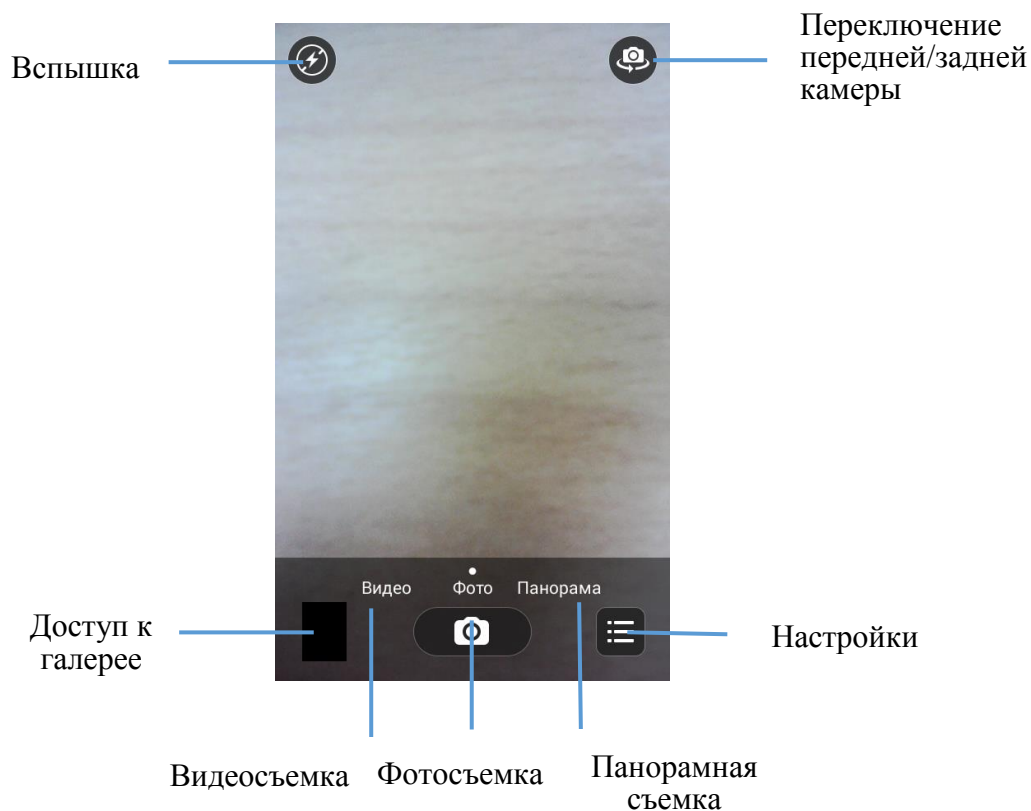 Вспышка
Переключение
передней/задней
камеры
Видео
Фото
Панорама
Доступ к
галерее
Настройки
Видеосъемка
Фотосъемка
Панорамная
съемка